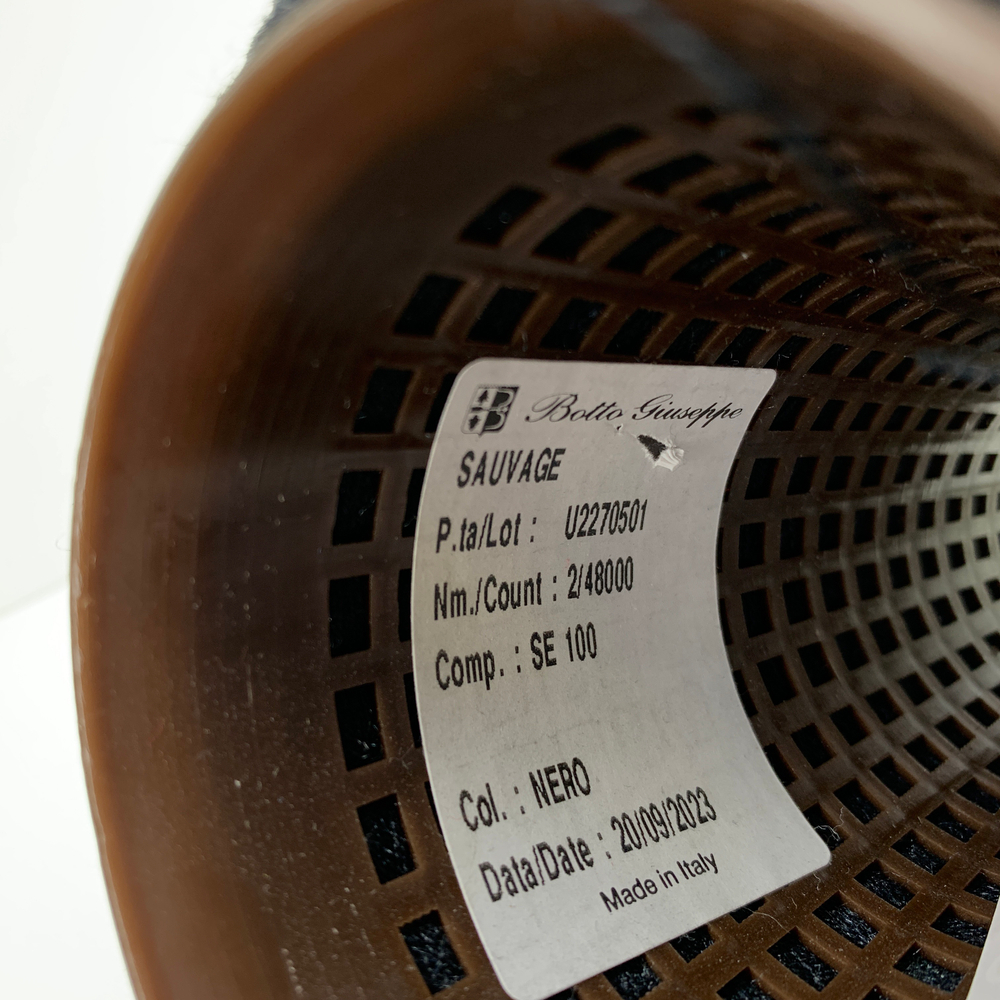 Botto Giuseppe
SAUVAGE
P.ta/Lot : U2270501
Nm./Count : 2/48000
Comp. : SE 100
Col. : NERO
Data/Date : 20/09/2023
Made in Italy